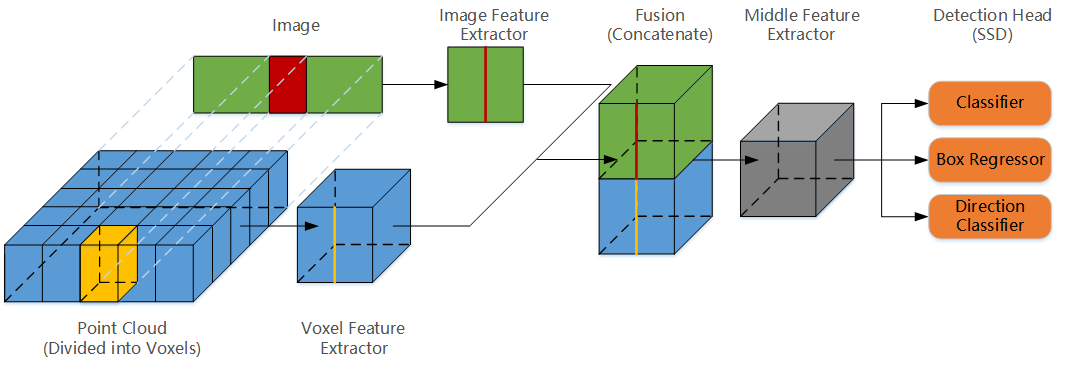 Image
Image Feature
Extractor
Fusion
(Concatenate)
Middle Feature
Extractor
Detection Head
(SSD)
Classifier
Box Regressor
Direction
Classifier
Point Cloud
(Divided into Voxels)
Voxel Feature
Extractor